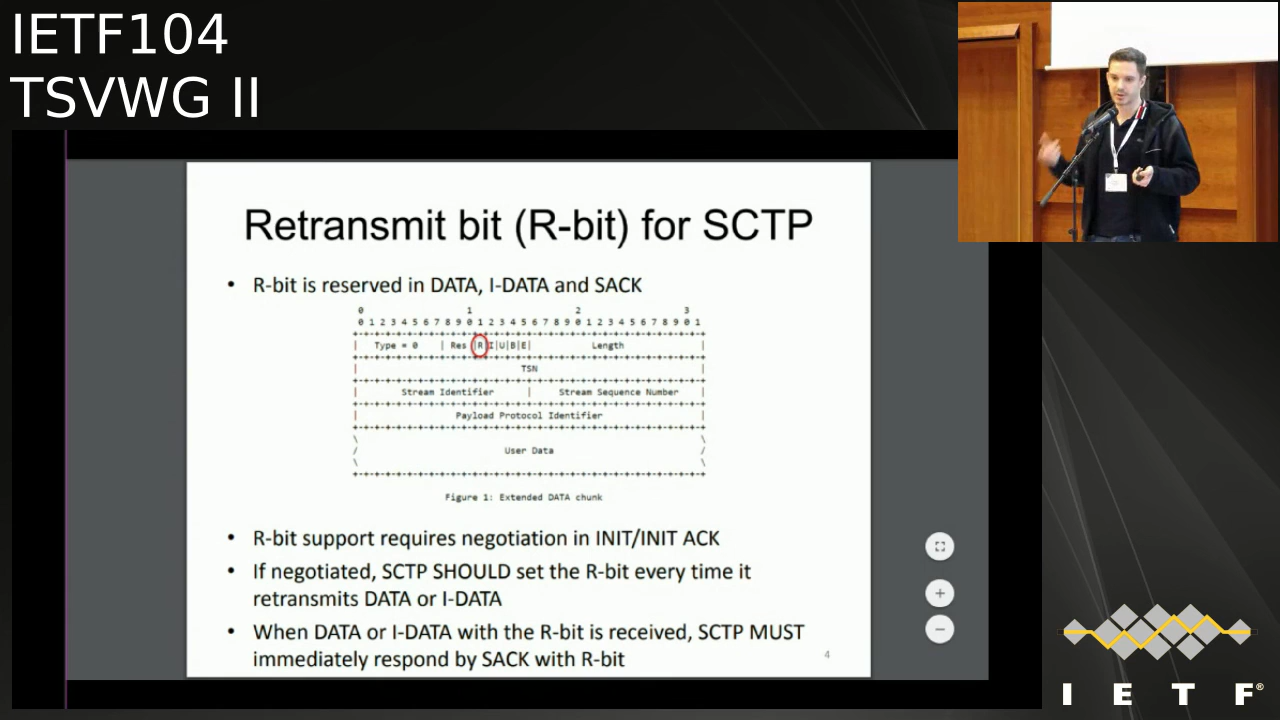 IETF104
TSVWG II
Retransmit bit (R-bit) for SCTP
• R-bit is reserved in DATA, I-DATA and SACK
0 1 2 3
0 1 2 3 4 5 6 7 8 9 0 1 2 3 4 5 6 7 8 9 0 1 2 3 4 5 6 7 8 9 0 1
+-+-+-+-+-+-+-+-+-+-+-+-+-+-+-+-+-+-+-+-+-+-+-+-+-+-+-+-+-+-+-+-+
| Type = 0 | Res |R|I|U|B|E| Length |
+-+-+-+-+-+-+-+-+-+-+-+-+-+-+-+-+-+-+-+-+-+-+-+-+-+-+-+-+-+-+-+-+
| TSN |
+-+-+-+-+-+-+-+-+-+-+-+-+-+-+-+-+-+-+-+-+-+-+-+-+-+-+-+-+-+-+-+-+
| Stream Identifier | Stream Sequence Number |
+-+-+-+-+-+-+-+-+-+-+-+-+-+-+-+-+-+-+-+-+-+-+-+-+-+-+-+-+-+-+-+-+
| Payload Protocol Identifier |
+-+-+-+-+-+-+-+-+-+-+-+-+-+-+-+-+-+-+-+-+-+-+-+-+-+-+-+-+-+-+-+-+
\ \
/ User Data /
\ \
+-+-+-+-+-+-+-+-+-+-+-+-+-+-+-+-+-+-+-+-+-+-+-+-+-+-+-+-+-+-+-+-+
Figure 1: Extended DATA chunk
• R-bit support requires negotiation in INIT/INIT ACK
• If negotiated, SCTP SHOULD set the R-bit every time it
retransmits DATA or I-DATA
• When DATA or I-DATA with the R-bit is received, SCTP MUST
immediately respond by SACK with R-bit
4
I E T F®